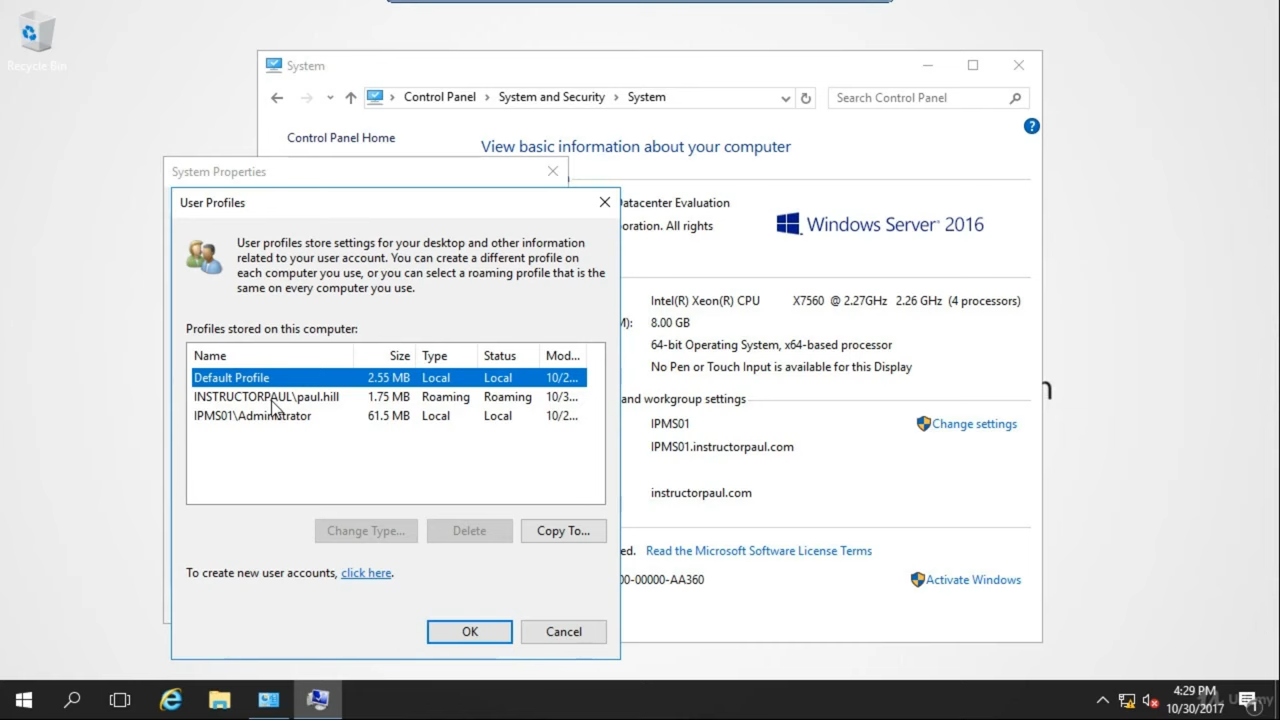 Recycle Bin
System
Control Panel
System and Security
System
Search Control Panel
Control Panel Home
View basic information about your computer
System Properties
User Profiles
Datacenter Evaluation
oration. All rights
Windows Server® 2016
User profiles store settings for your desktop and other information
related to your user account. You can create a different profile on
each computer you use, or you can select a roaming profile that is the
same on every computer you use.
Intel(R) Xeon(R) CPU X7560 @ 2.27GHz 2.26 GHz (4 processors)
8.00 GB
64-bit Operating System, x64-based processor
No Pen or Touch Input is available for this Display
Profiles stored on this computer:
Name Size Type Status Mod...
Default Profile 2.55 MB Local Local 10/2...
INSTRUCTORPAUL\paul.hill 1.75 MB Roaming Roaming 10/3...
IPMS01\Administrator 61.5 MB Local Local 10/2...
and workgroup settings
IPMS01
Change settings
IPMS01.instructorpaul.com
instructorpaul.com
Change Type...
Delete
Copy To...
ed. Read the Microsoft Software License Terms
To create new user accounts, click here.
00-00000-AA360
Activate Windows
OK
Cancel
4:29 PM
10/30/2017
Udemy